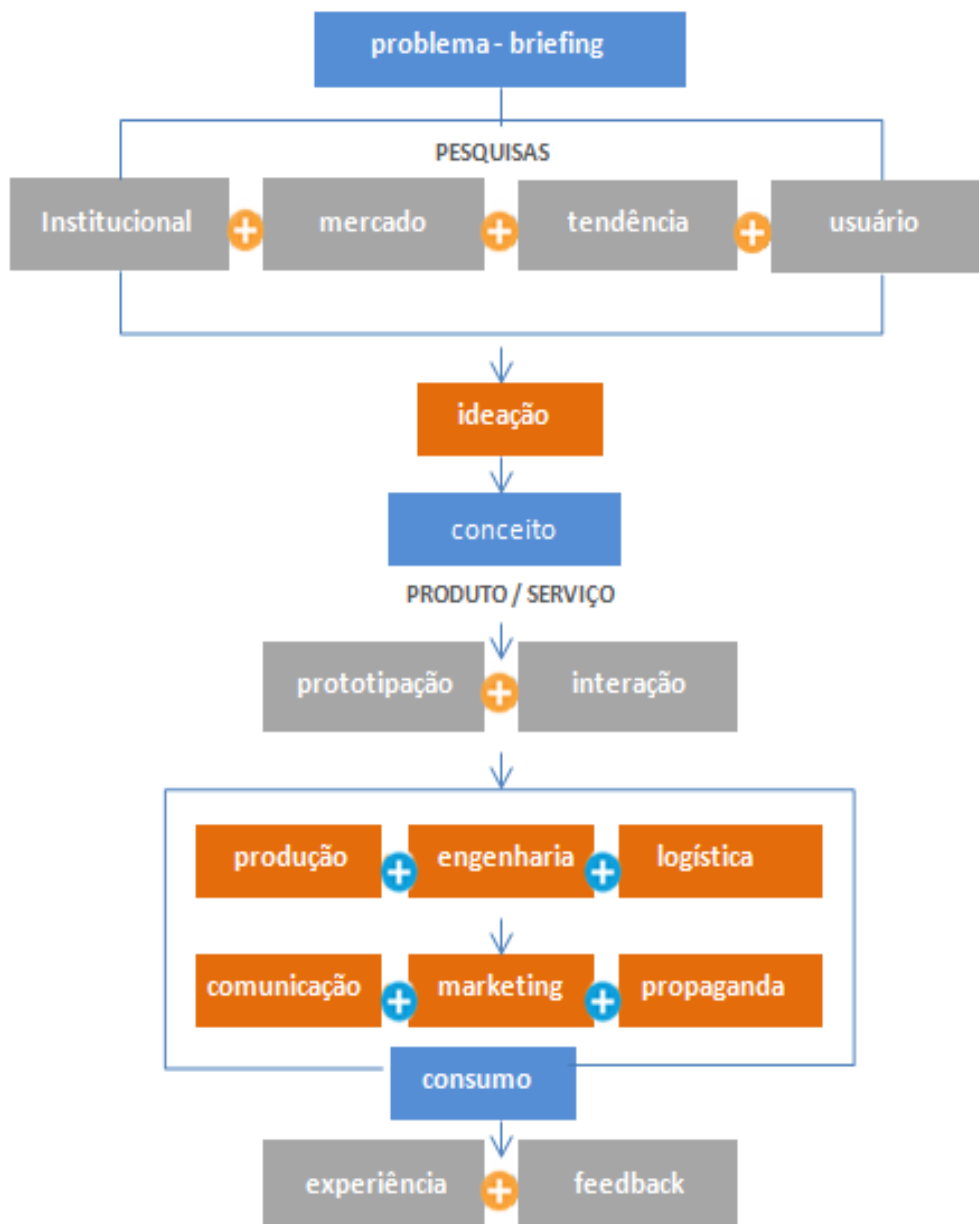 problema - briefing
PESQUISAS
Institucional
mercado
tendência
usuário
ideação
conceito
PRODUTO / SERVIÇO
prototipação
interação
produção
engenharia
logística
comunicação
marketing
propaganda
consumo
experiência
feedback